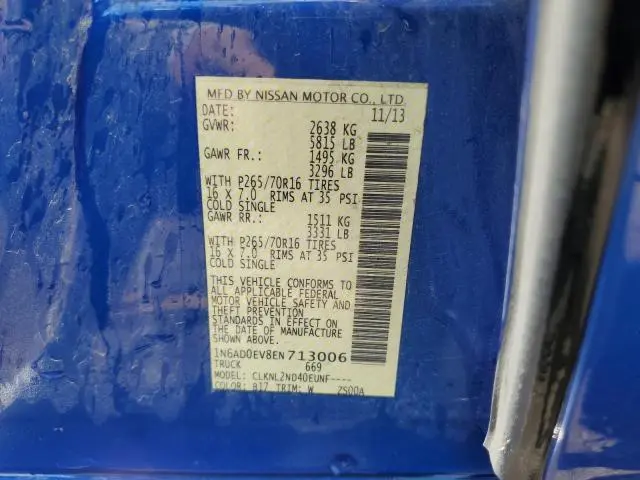 MFD BY NISSAN MOTOR CO., LTD.
DATE: 11/13
GVWR: 2638 KG
5815 LB
GAWR FR.: 1495 KG
3296 LB
WITH P265/70R16 TIRES
16 X 7.0 RIMS AT 35 PSI
COLD SINGLE
GAWR RR.: 1511 KG
3331 LB
WITH P265/70R16 TIRES
16 X 7.0 RIMS AT 35 PSI
COLD SINGLE
THIS VEHICLE CONFORMS TO
ALL APPLICABLE FEDERAL
MOTOR VEHICLE SAFETY AND
THEFT PREVENTION
STANDARDS IN EFFECT ON
THE DATE OF MANUFACTURE
SHOWN ABOVE.
1N6AD0EV8EN713006
TRUCK 669
MODEL: CLKNL2ND40EUNF----
COLOR: B17 TRIM: W 2S00A